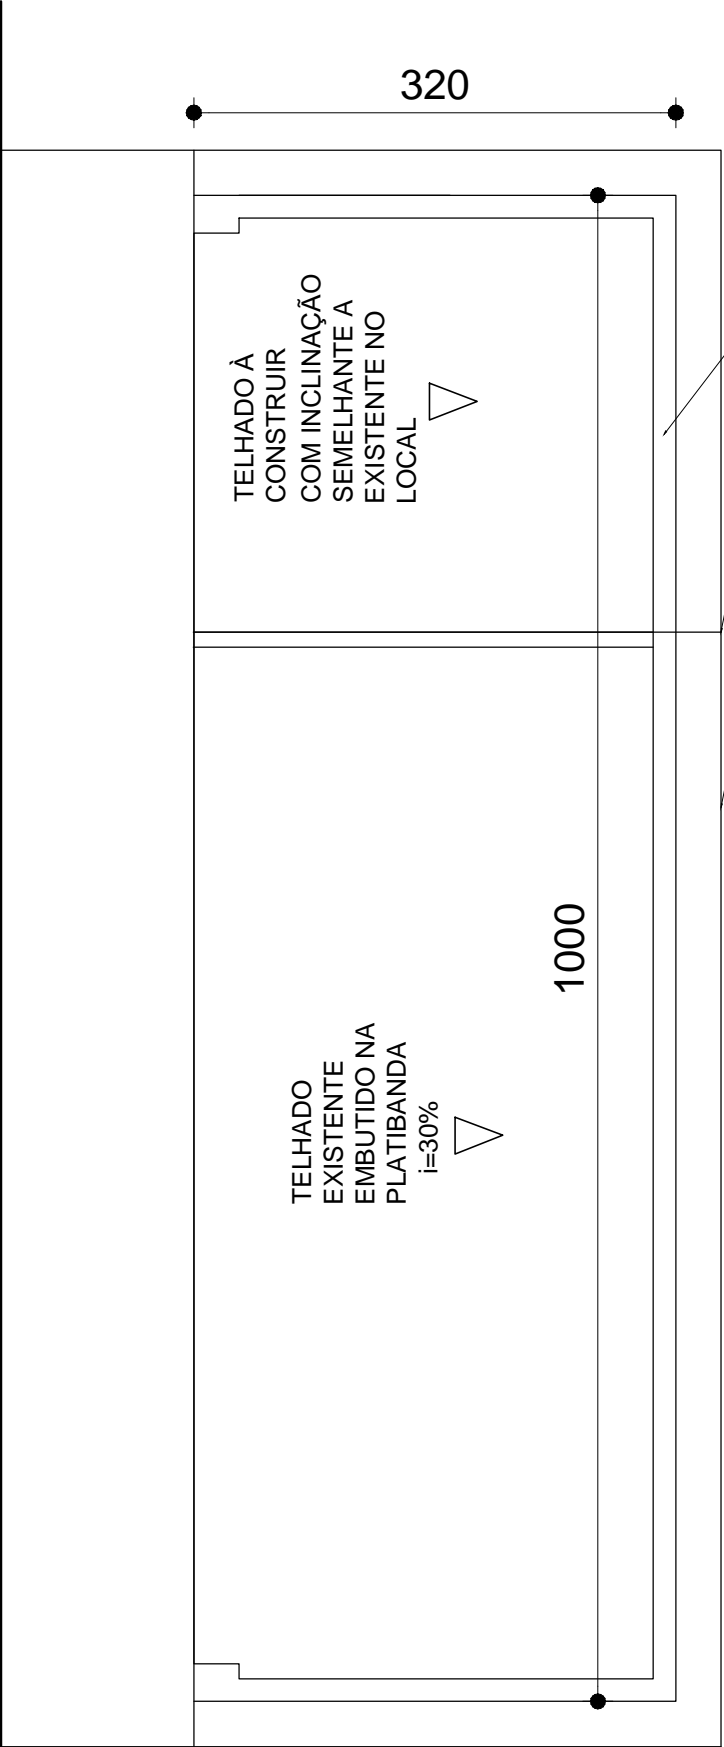 320
TELHADO À
CONSTRUIR
COM INCLINAÇÃO
SEMELHANTE A
EXISTENTE NO
LOCAL
1000
TELHADO
EXISTENTE
EMBUTIDO NA
PLATIBANDA
i=30%